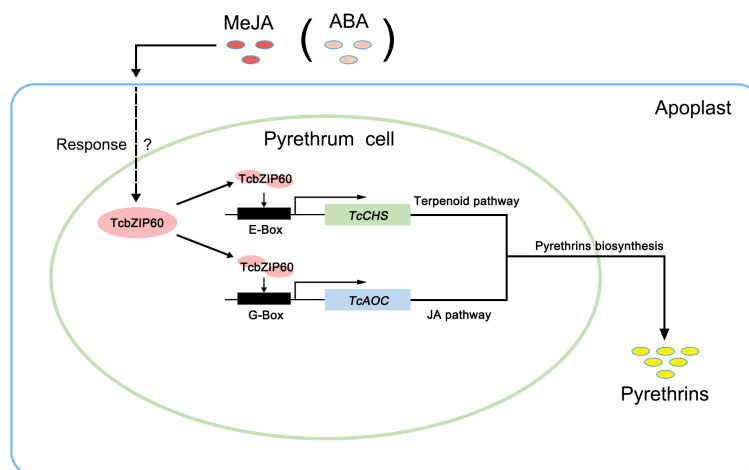 MeJA
( ABA )
Apoplast
Response ?
Pyrethrum cell
TcbZIP60
TcbZIP60
E-Box
TcCHS
Terpenoid pathway
TcbZIP60
G-Box
TcAOC
JA pathway
Pyrethrins biosynthesis
Pyrethrins